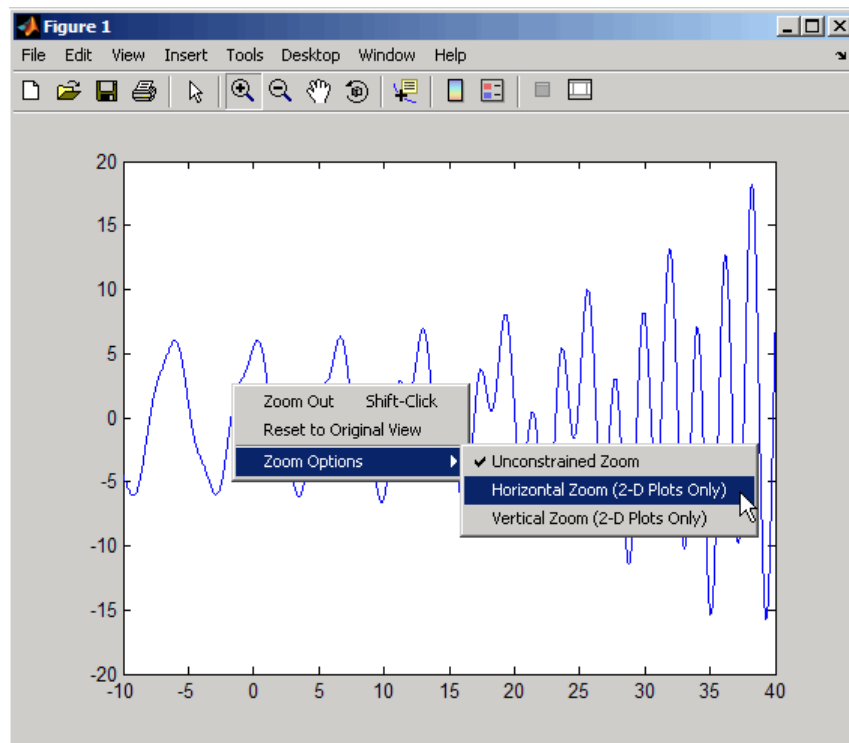 Figure 1
File Edit View Insert Tools Desktop Window Help
20
15
10
5
0
-5
-10
-15
-20
Zoom Out Shift-Click
Reset to Original View
Zoom Options
Unconstrained Zoom
Horizontal Zoom (2-D Plots Only)
Vertical Zoom (2-D Plots Only)
-10 -5 0 5 10 15 20 25 30 35 40